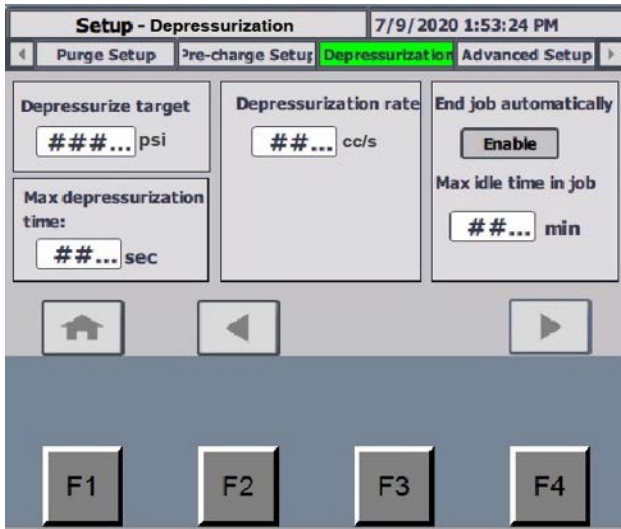 Setup - Depressurization
7/9/2020 1:53:24 PM
Purge Setup
Pre-charge Setup
Depressurization
Advanced Setup
Depressurize target
###... psi
Max depressurization
time:
##... sec
Depressurization rate
##... cc/s
End job automatically
Enable
Max idle time in job
##... min
F1
F2
F3
F4